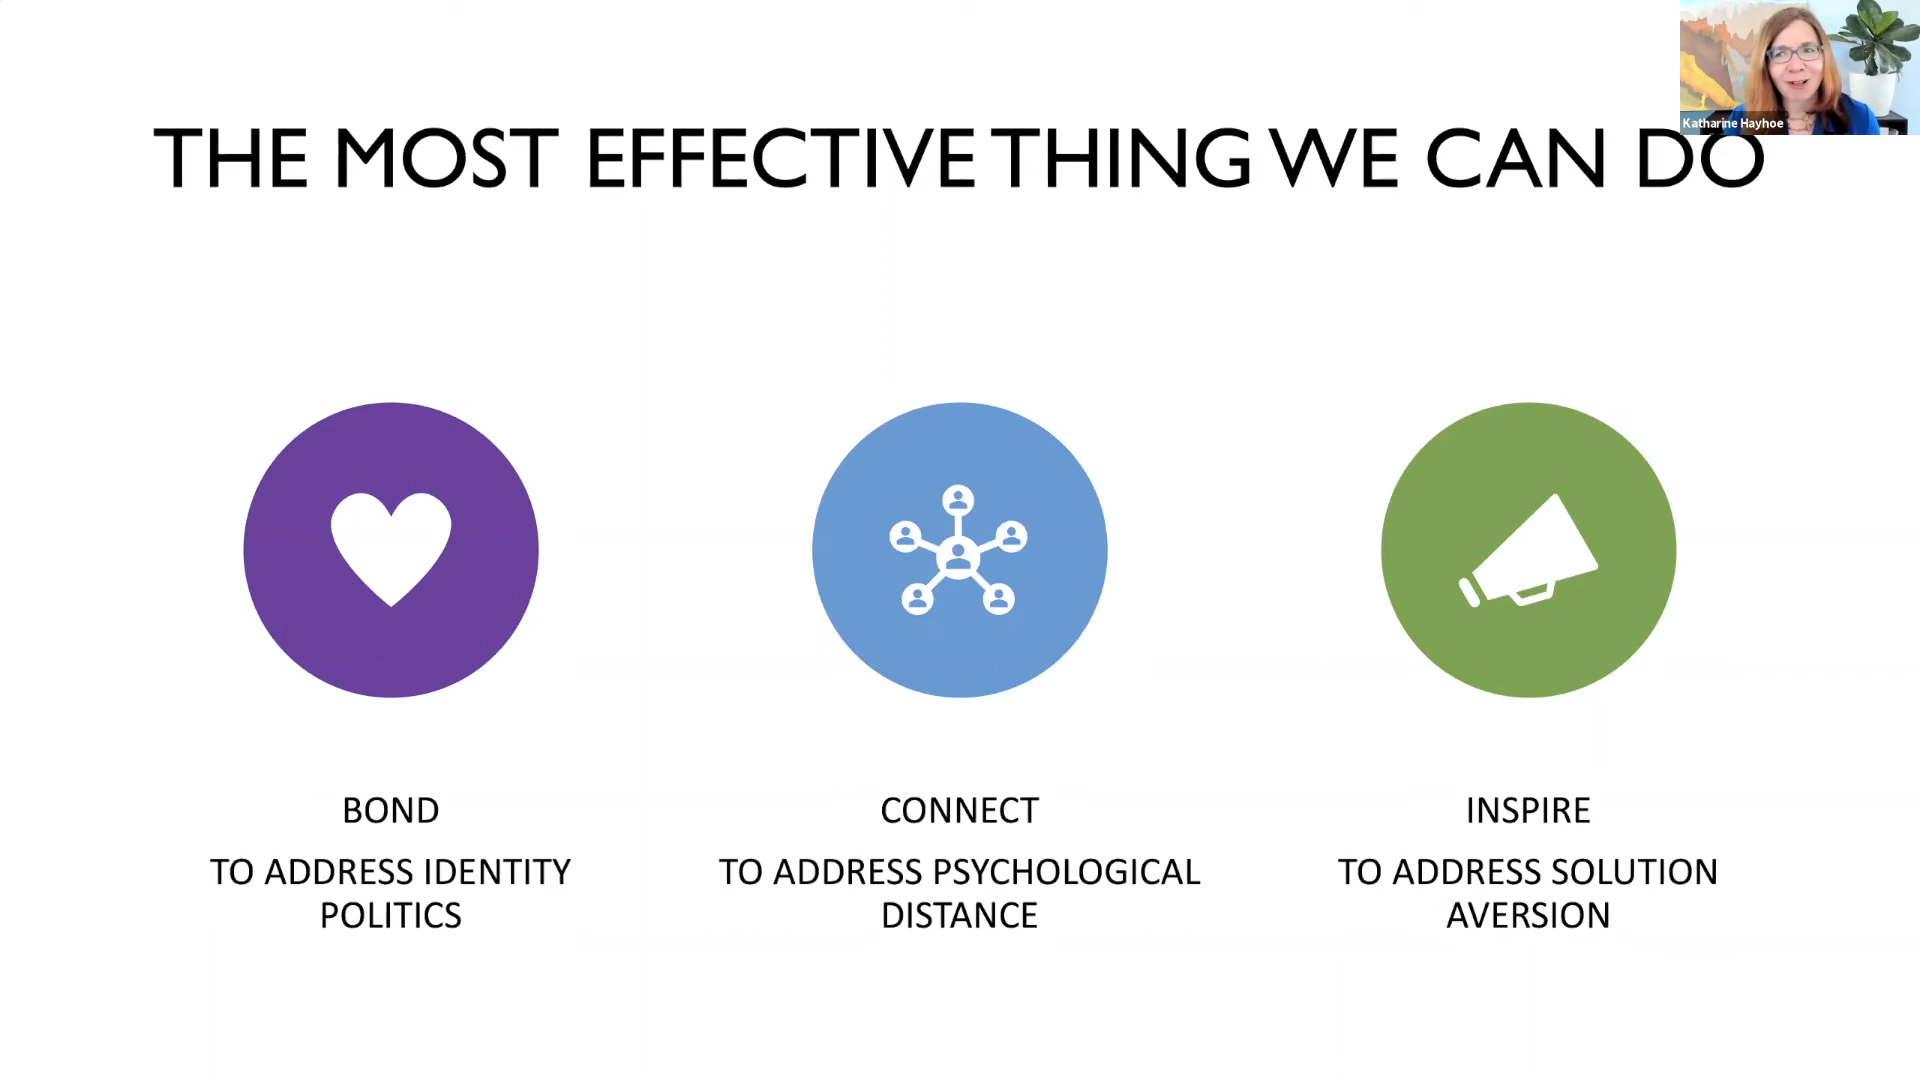 Katharine Hayhoe
THE MOST EFFECTIVE THING WE CAN DO
BOND
TO ADDRESS IDENTITY
POLITICS
CONNECT
TO ADDRESS PSYCHOLOGICAL
DISTANCE
INSPIRE
TO ADDRESS SOLUTION
AVERSION